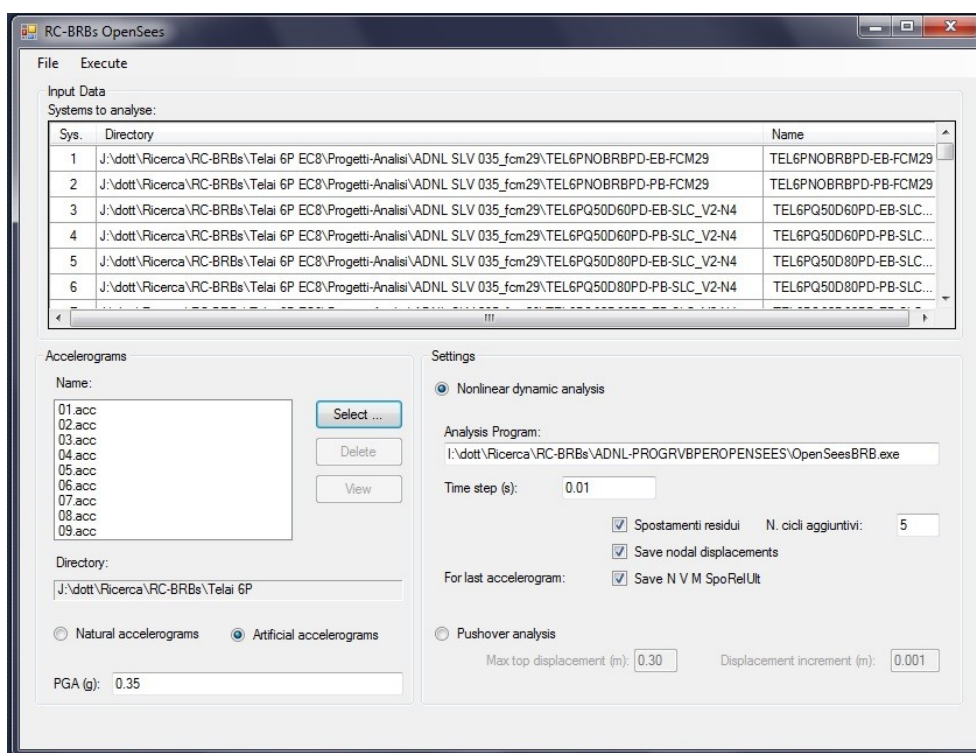 RC-BRBs OpenSees
File Execute
Input Data
Systems to analyse:
Sys. Directory Name
1 J:\dott\Ricerca\RC-BRBs\Telai 6P EC8\Progetti-Analisi\ADNL SLV 035_fcm29\TEL6PNOBRBPD-EB-FCM29 TEL6PNOBRBPD-EB-FCM29
2 J:\dott\Ricerca\RC-BRBs\Telai 6P EC8\Progetti-Analisi\ADNL SLV 035_fcm29\TEL6PNOBRBPD-PB-FCM29 TEL6PNOBRBPD-PB-FCM29
3 J:\dott\Ricerca\RC-BRBs\Telai 6P EC8\Progetti-Analisi\ADNL SLV 035_fcm29\TEL6PQ50D60PD-EB-SLC_V2-N4 TEL6PQ50D60PD-EB-SLC...
4 J:\dott\Ricerca\RC-BRBs\Telai 6P EC8\Progetti-Analisi\ADNL SLV 035_fcm29\TEL6PQ50D60PD-PB-SLC_V2-N4 TEL6PQ50D60PD-PB-SLC...
5 J:\dott\Ricerca\RC-BRBs\Telai 6P EC8\Progetti-Analisi\ADNL SLV 035_fcm29\TEL6PQ50D80PD-EB-SLC_V2-N4 TEL6PQ50D80PD-EB-SLC...
6 J:\dott\Ricerca\RC-BRBs\Telai 6P EC8\Progetti-Analisi\ADNL SLV 035_fcm29\TEL6PQ50D80PD-PB-SLC_V2-N4 TEL6PQ50D80PD-PB-SLC...
Accelerograms
Name:
01.acc
02.acc
03.acc
04.acc
05.acc
06.acc
07.acc
08.acc
09.acc
Select ...
Delete
View
Directory:
J:\dott\Ricerca\RC-BRBs\Telai 6P
Natural accelerograms Artificial accelerograms
PGA (g): 0.35
Settings
Nonlinear dynamic analysis
Analysis Program:
I:\dott\Ricerca\RC-BRBs\ADNL-PROGRVBPEROPENSEES\OpenSeesBRB.exe
Time step (s): 0.01
Spostamenti residui N. cicli aggiuntivi: 5
Save nodal displacements
For last accelerogram: Save N V M SpoRelUlt
Pushover analysis
Max top displacement (m): 0.30 Displacement increment (m): 0.001